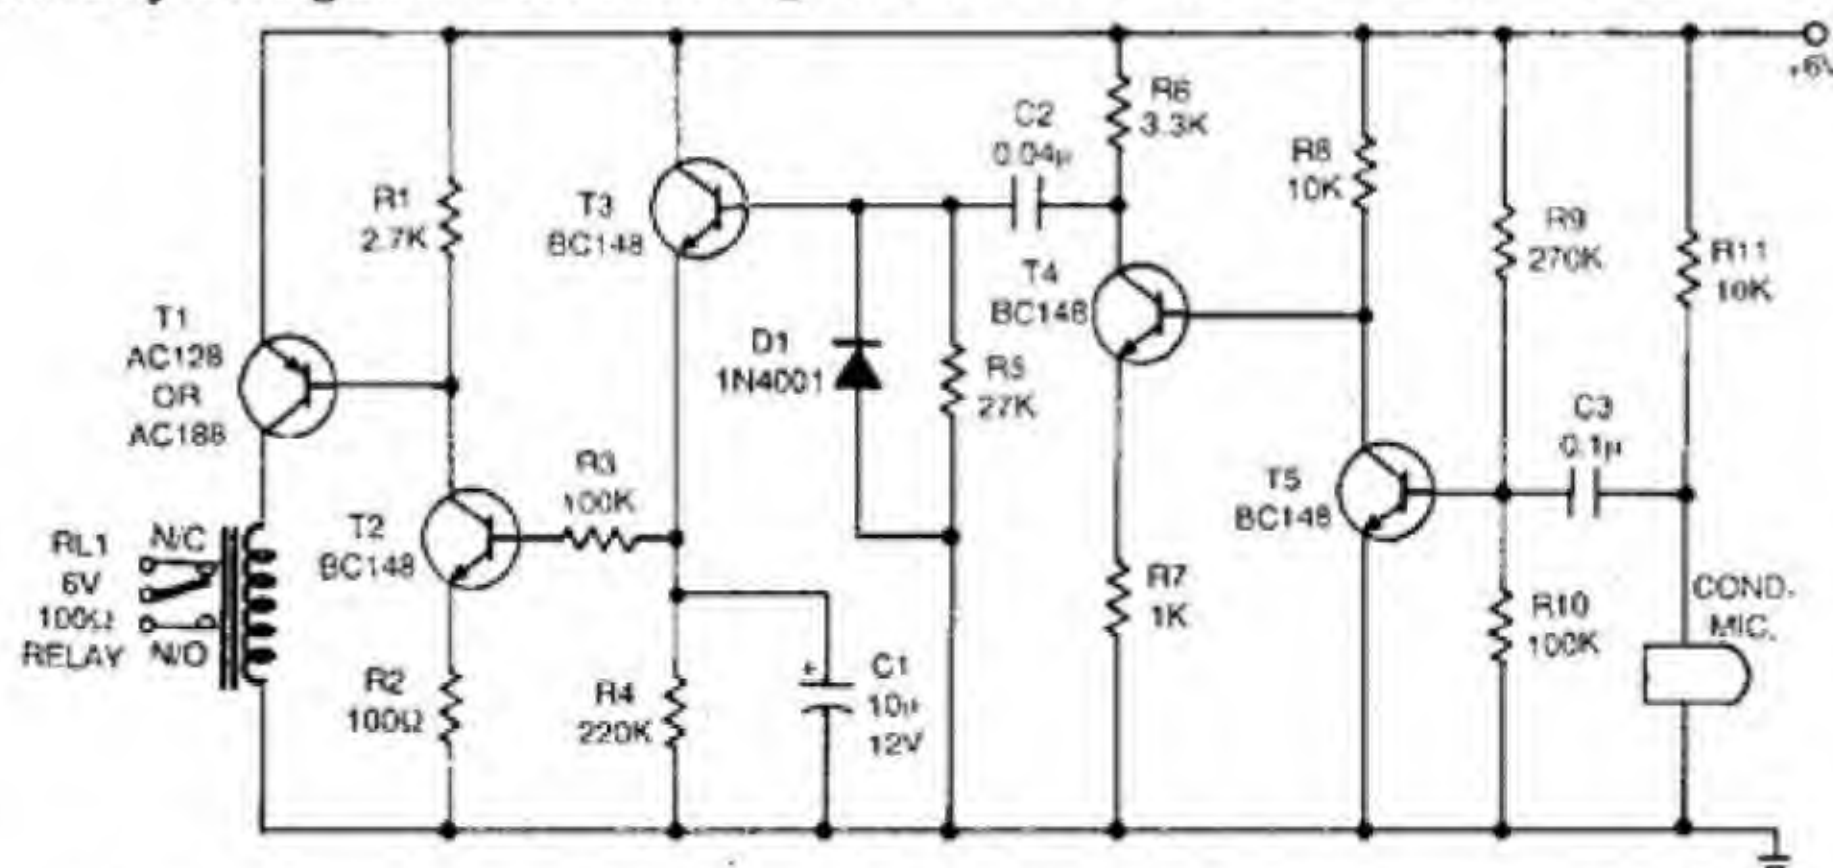 +6V
R6
3.3K
C2
0.04µ
R8
10K
R1
2.7K
T3
BC148
R9
270K
R11
10K
T4
BC148
T1
AC128
OR
AC188
D1
1N4001
R5
27K
C3
0.1µ
R3
100K
T5
BC148
T2
BC148
RL1
6V
100Ω
RELAY
N/C
N/O
R7
1K
R10
100K
COND.
MIC.
R2
100Ω
R4
220K
+
C1
10µ
12V